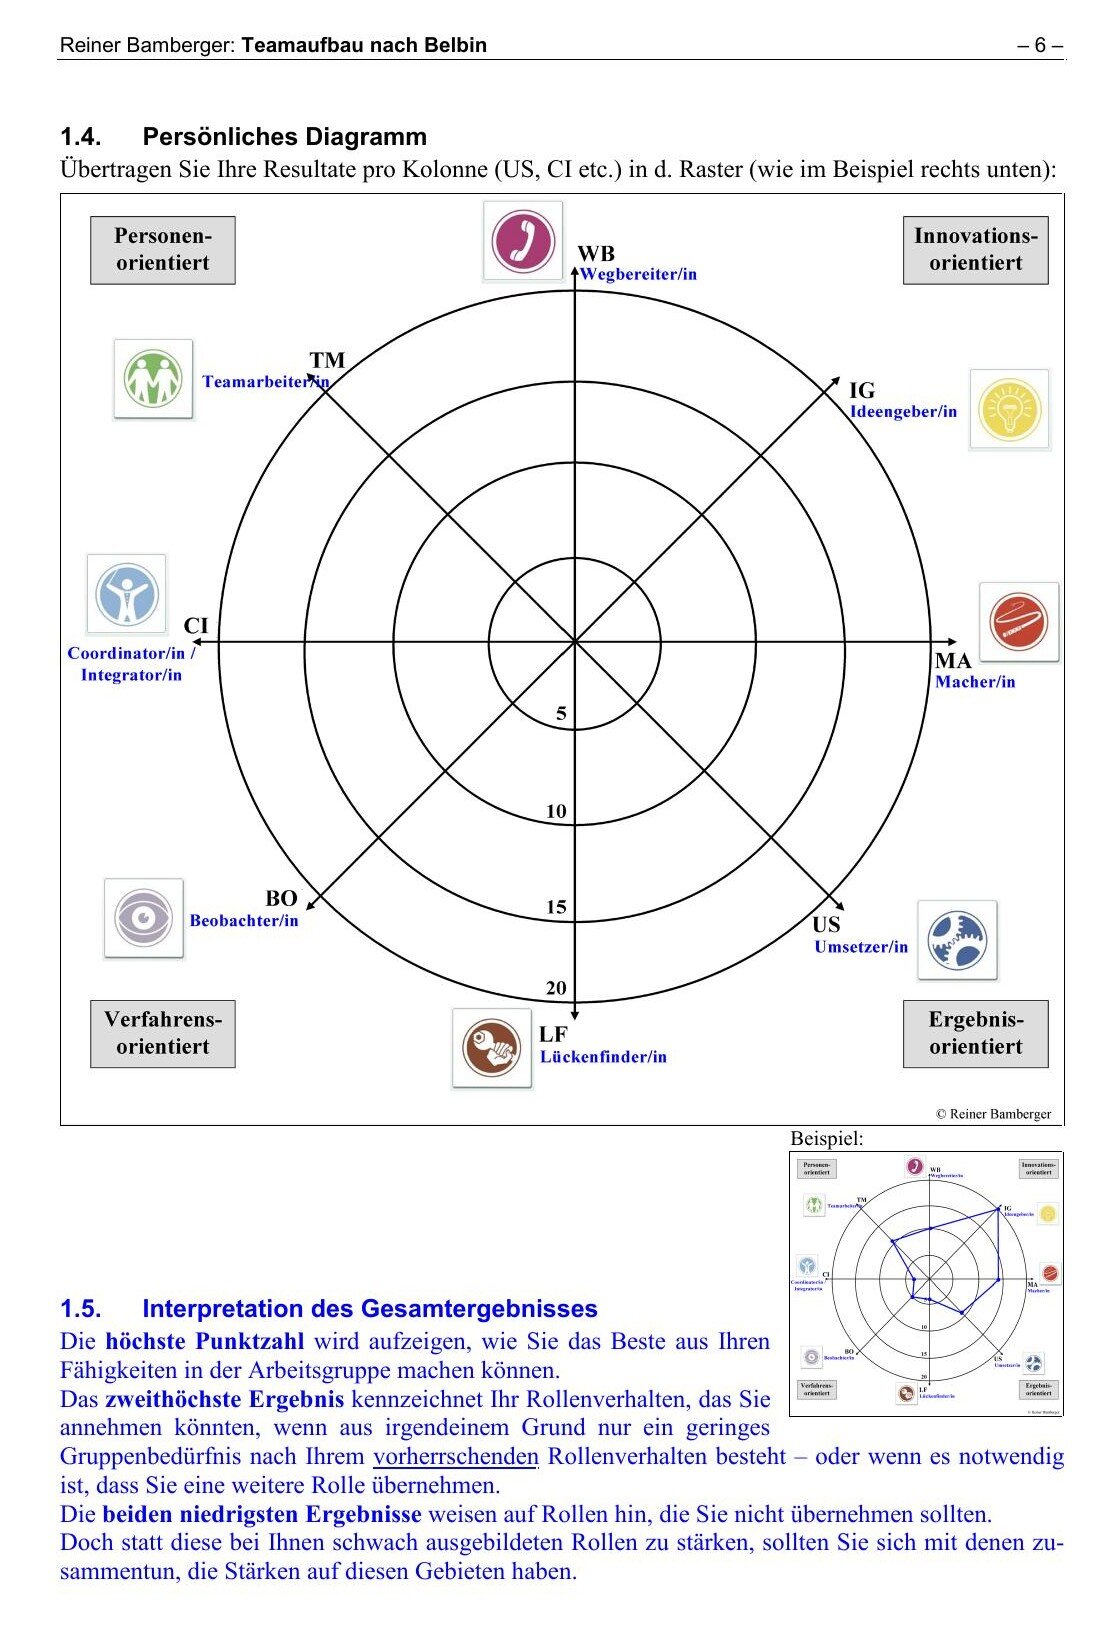 Reiner Bamberger: Teamaufbau nach Belbin – 6 –
1.4. Persönliches Diagramm
Übertragen Sie Ihre Resultate pro Kolonne (US, CI etc.) in d. Raster (wie im Beispiel rechts unten):
Personen-
orientiert
Innovations-
orientiert
WB
Wegbereiter/in
TM
Teamarbeiter/in
IG
Ideengeber/in
CI
Coordinator/in /
Integrator/in
MA
Macher/in
5
10
15
20
BO
Beobachter/in
US
Umsetzer/in
LF
Lückenfinder/in
Verfahrens-
orientiert
Ergebnis-
orientiert
© Reiner Bamberger
Beispiel:
Personen-
orientiert
WB
Wegbereiter/in
Innovations-
orientiert
TM
Teamarbeiter/in
IG
Ideengeber/in
CI
Coordinator/in
Integrator/in
MA
Macher/in
10
15
20
BO
Beobachter/in
US
Umsetzer/in
LF
Lückenfinder/in
Verfahrens-
orientiert
Ergebnis-
orientiert
© Reiner Bamberger
1.5. Interpretation des Gesamtergebnisses
Die höchste Punktzahl wird aufzeigen, wie Sie das Beste aus Ihren
Fähigkeiten in der Arbeitsgruppe machen können.
Das zweithöchste Ergebnis kennzeichnet Ihr Rollenverhalten, das Sie
annehmen könnten, wenn aus irgendeinem Grund nur ein geringes
Gruppenbedürfnis nach Ihrem vorherrschenden Rollenverhalten besteht – oder wenn es notwendig
ist, dass Sie eine weitere Rolle übernehmen.
Die beiden niedrigsten Ergebnisse weisen auf Rollen hin, die Sie nicht übernehmen sollten.
Doch statt diese bei Ihnen schwach ausgebildeten Rollen zu stärken, sollten Sie sich mit denen zu-
sammentun, die Stärken auf diesen Gebieten haben.